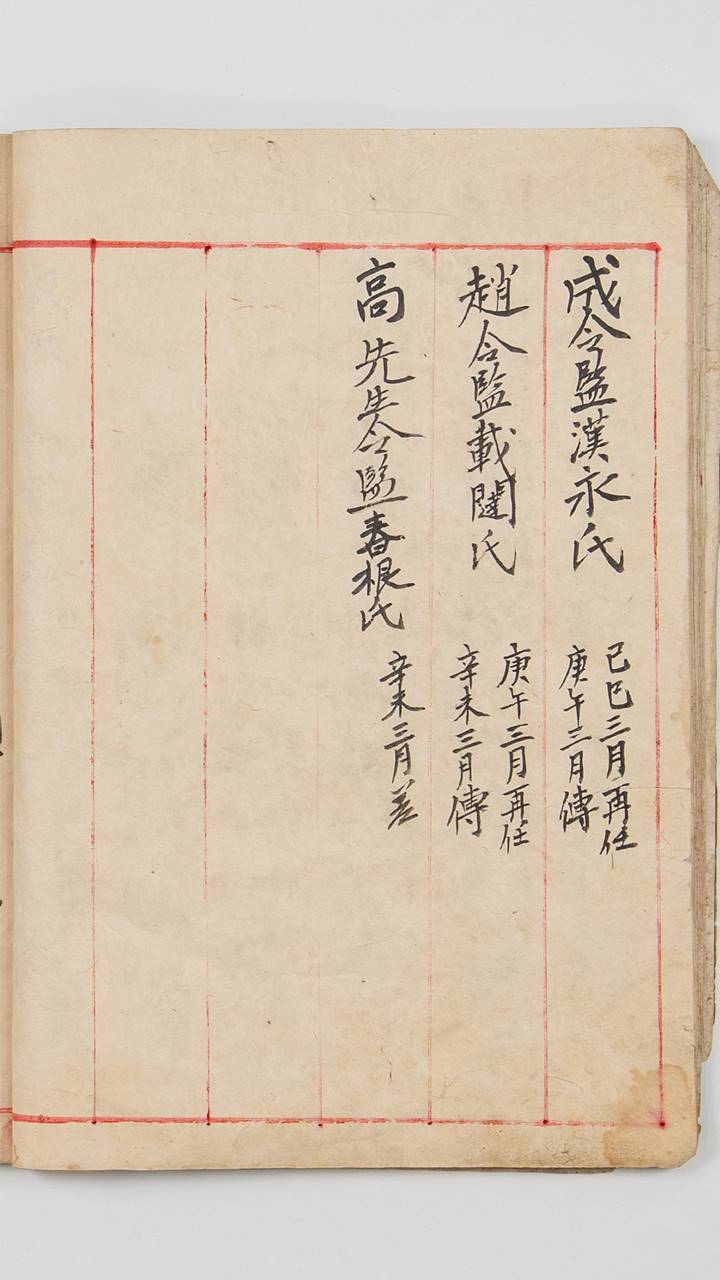 成令監漢永氏
己巳三月再任
庚午三月傳
趙令監載闥氏
庚午三月再任
辛未三月傳
高先生令監春根氏
辛未三月差